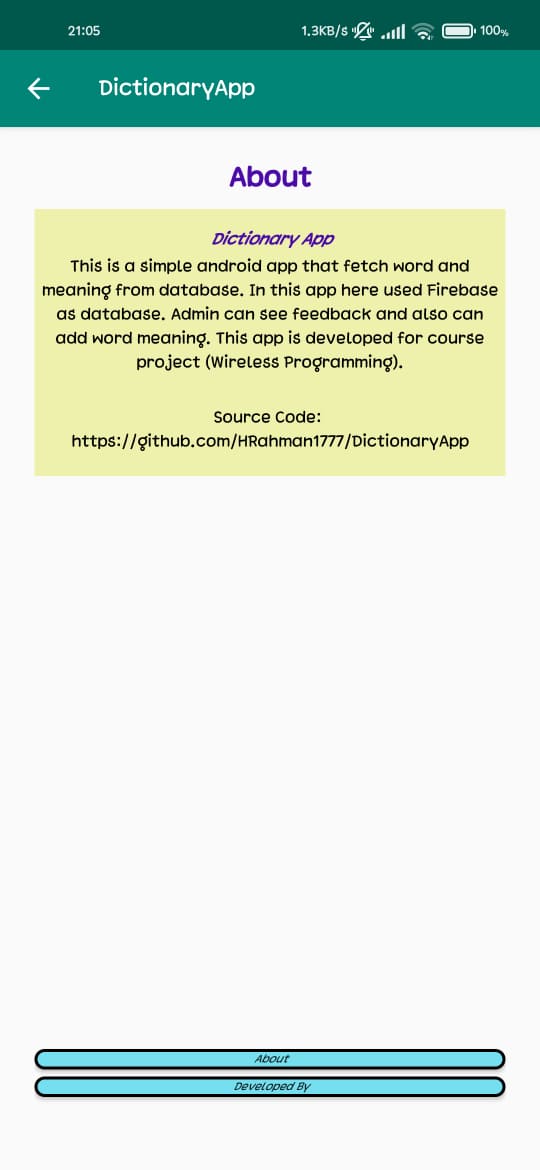 21:05 1.3KB/s 100%
DictionaryApp
About
Dictionary App
This is a simple android app that fetch word and
meaning from database. In this app here used Firebase
as database. Admin can see feedback and also can
add word meaning. This app is developed for course
project (Wireless Programming).
Source Code:
https://github.com/HRahman1777/DictionaryApp
About
Developed By